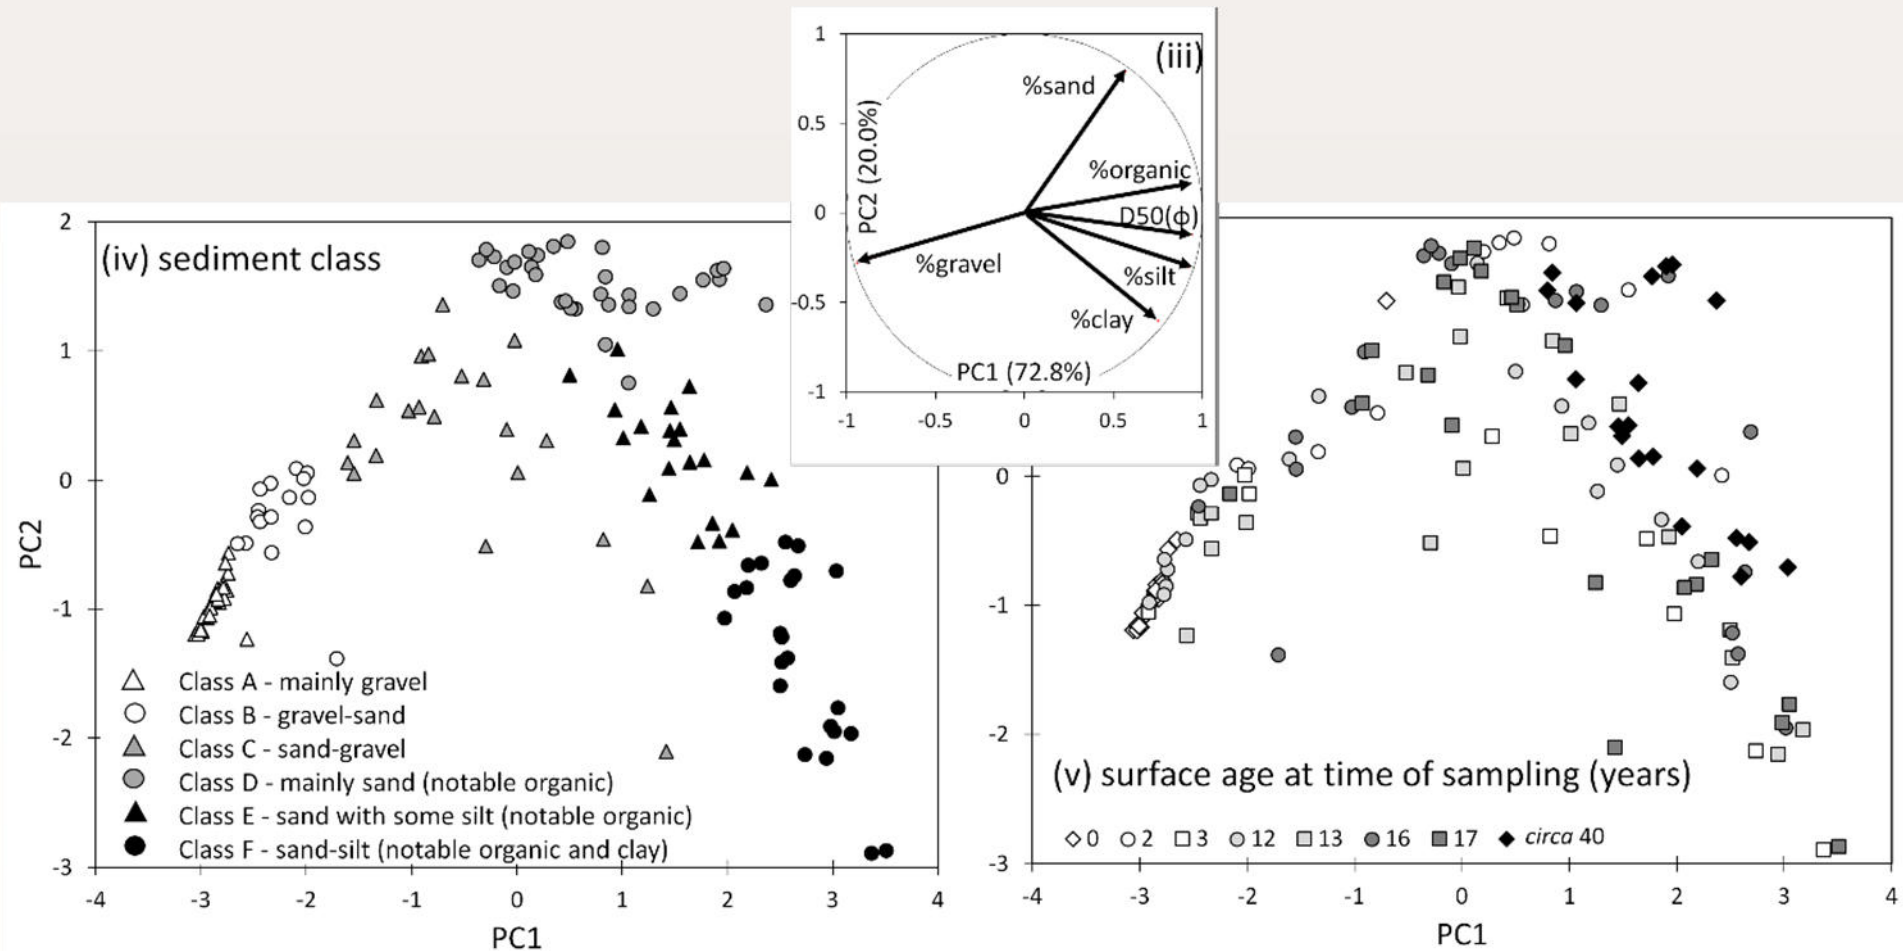 1
(iii)
%sand
0.5
PC2 (20.0%)
%organic
0
D50(ϕ)
%gravel
%silt
-0.5
%clay
PC1 (72.8%)
-1
-1 -0.5 0 0.5 1
2
(iv) sediment class
1
0
PC2
-1
-2
-3
Class A - mainly gravel
Class B - gravel-sand
Class C - sand-gravel
Class D - mainly sand (notable organic)
Class E - sand with some silt (notable organic)
Class F - sand-silt (notable organic and clay)
-4 -3 -2 -1 0 1 2 3 4
PC1
0
-1
-2
-3
(v) surface age at time of sampling (years)
0 2 3 12 13 16 17 circa 40
-4 -3 -2 -1 0 1 2 3 4
PC1